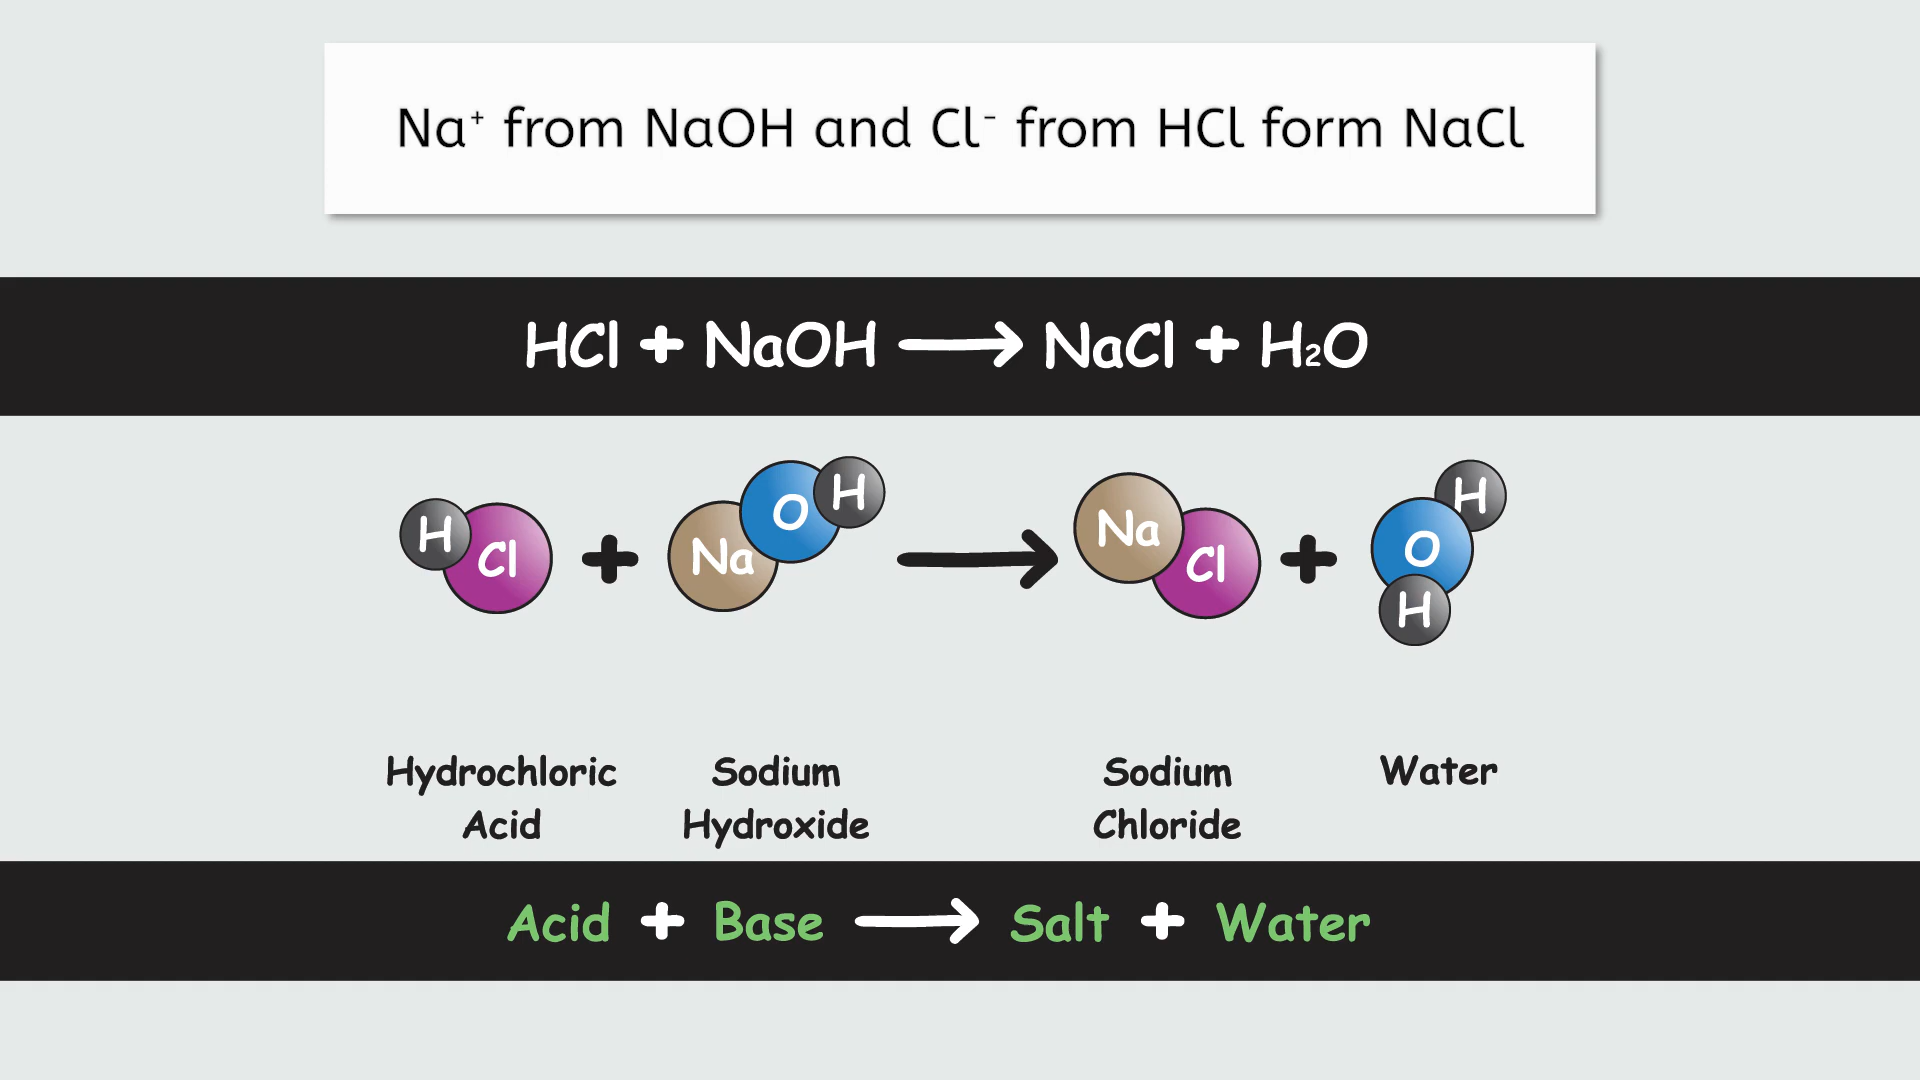 Na⁺ from NaOH and Cl⁻ from HCl form NaCl
HCl + NaOH ⟶ NaCl + H₂O
H Cl + Na O H ⟶ Na Cl + H O H
Hydrochloric Acid
Sodium Hydroxide
Sodium Chloride
Water
Acid + Base ⟶ Salt + Water